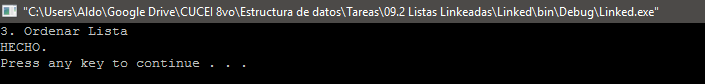 "C:\Users\Aldo\Google Drive\CUCEI 8vo\Estructura de datos\Tareas\09.2 Listas Linkeadas\Linked\bin\Debug\Linked.exe"
3. Ordenar Lista
HECHO.
Press any key to continue . . .